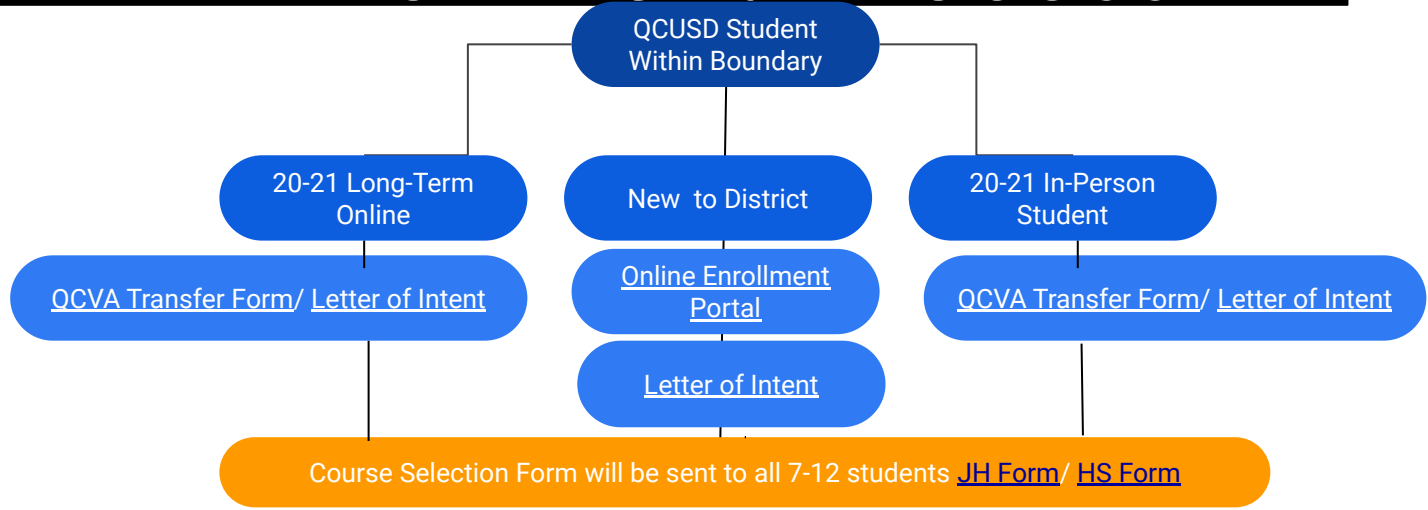 QCUSD Student
Within Boundary
20-21 Long-Term
Online
New to District
20-21 In-Person
Student
QCVA Transfer Form/ Letter of Intent
Online Enrollment
Portal
QCVA Transfer Form/ Letter of Intent
Letter of Intent
Course Selection Form will be sent to all 7-12 students JH Form/ HS Form